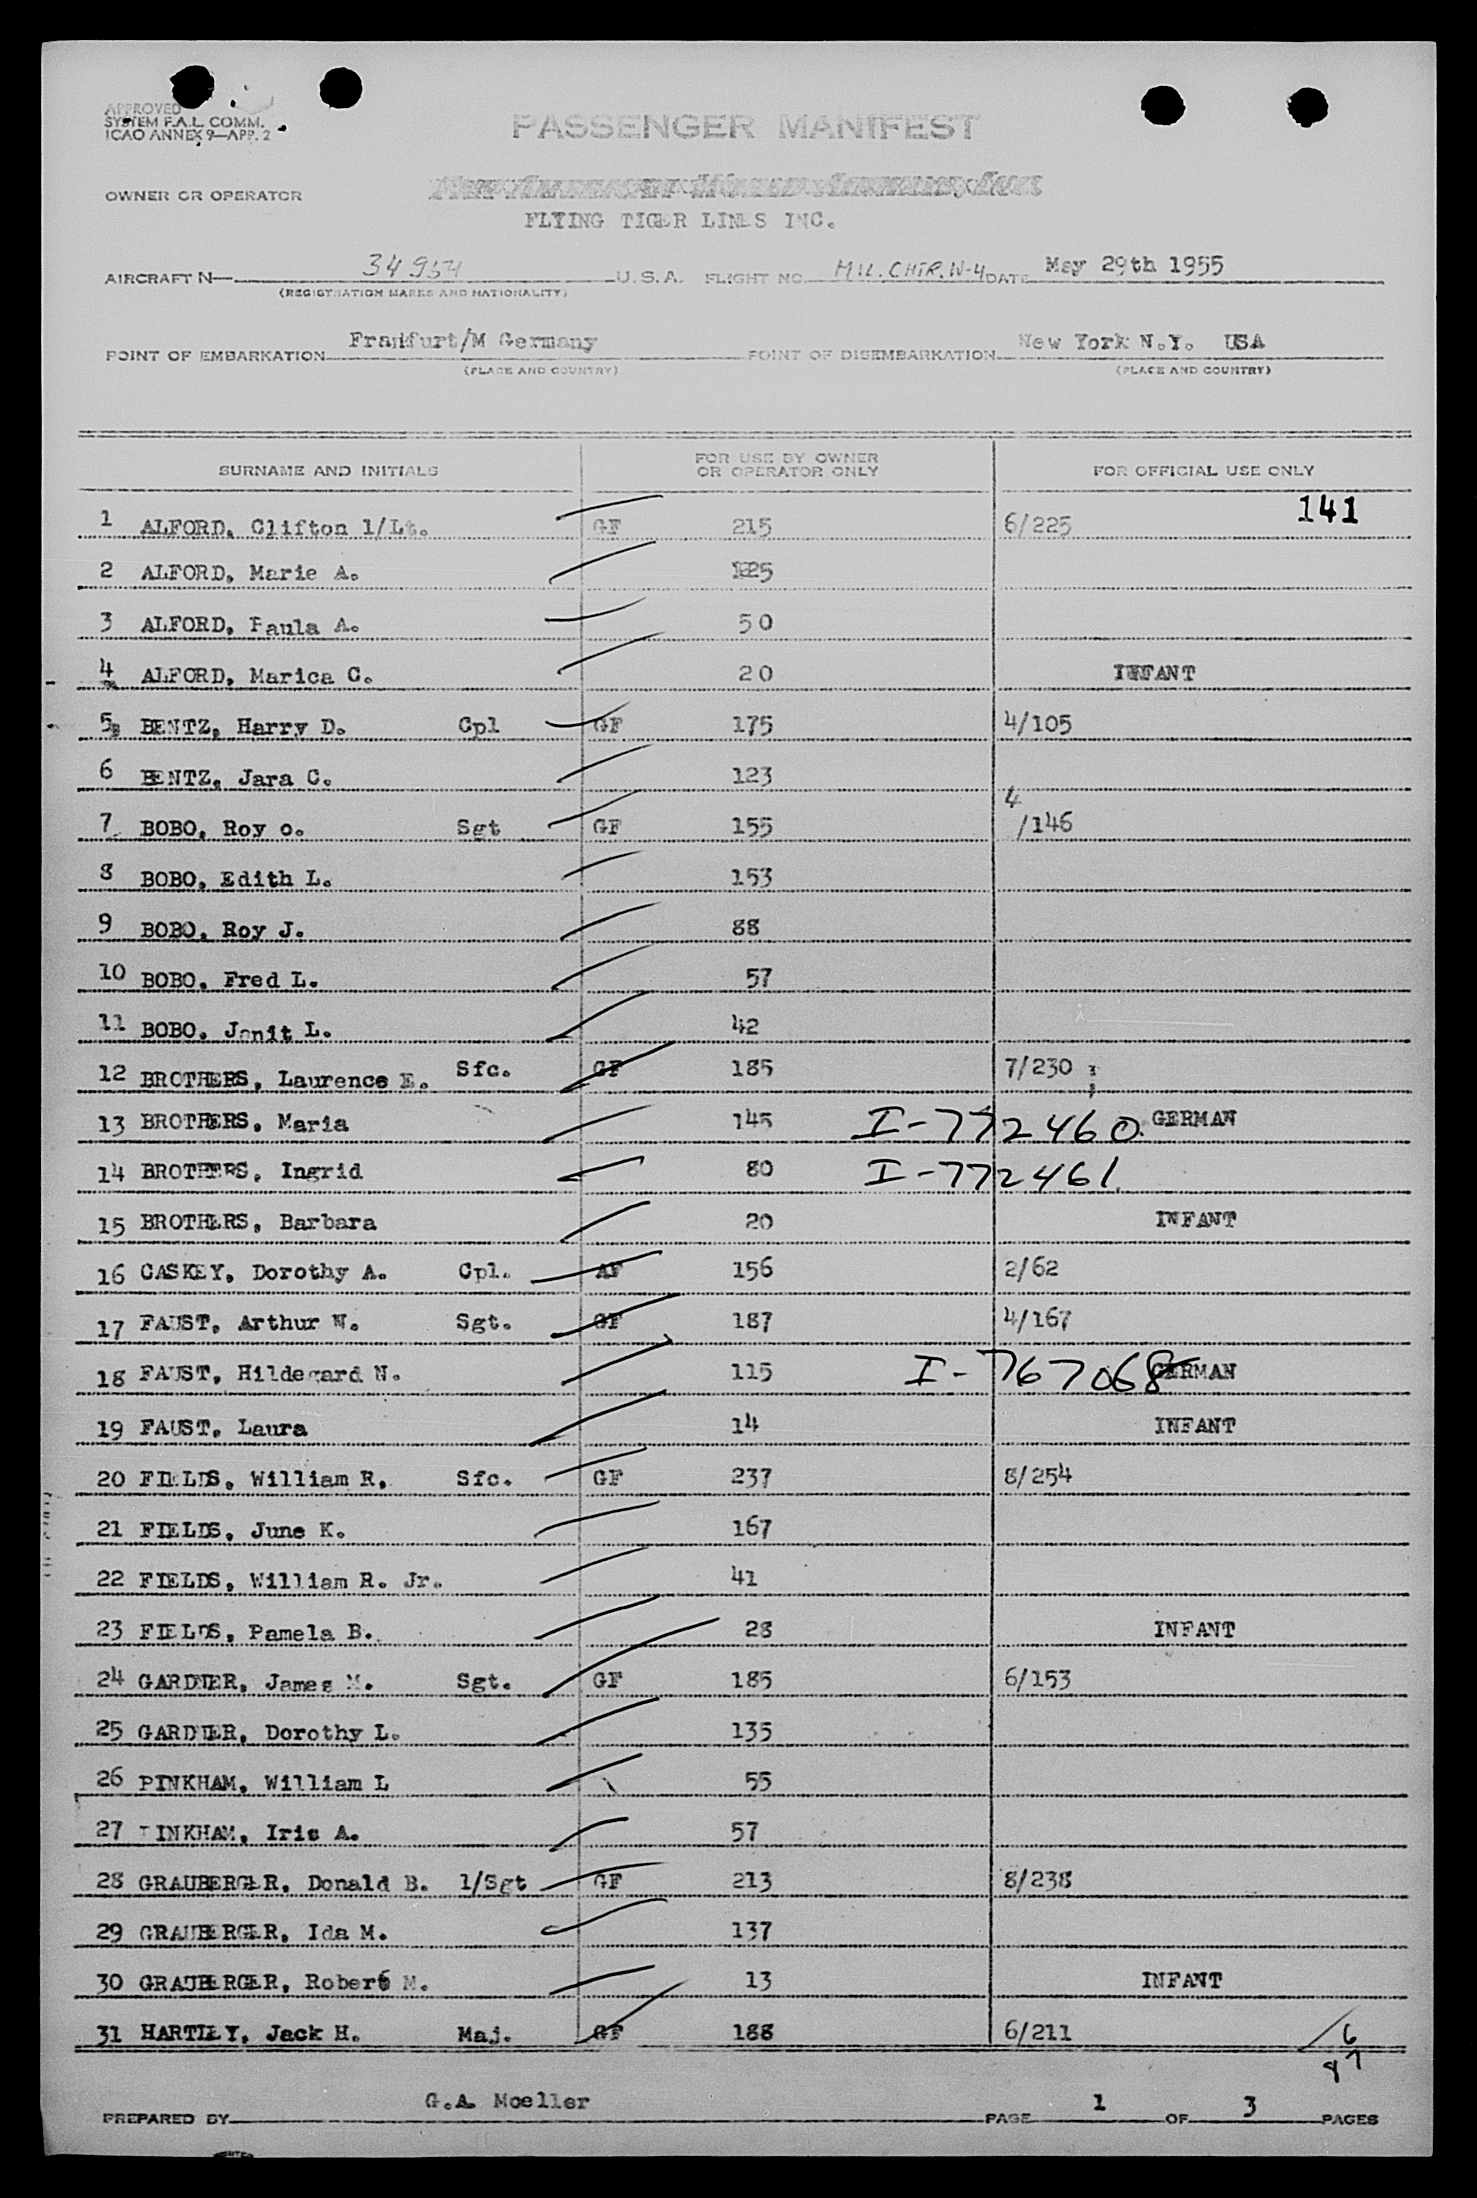 APPROVED
SYSTEM F.A.L. COMM.
ICAO ANNEX 9—APP. 2
PASSENGER MANIFEST
OWNER OR OPERATOR
FLYING TIGER LINES INC.
AIRCRAFT N— 34954 U.S.A. FLIGHT NO. MIL. CHTR. W-4 DATE May 29th 1955
(REGISTRATION MARKS AND NATIONALITY)
POINT OF EMBARKATION Frankfurt/M Germany POINT OF DISEMBARKATION New York N.Y. USA
(PLACE AND COUNTRY) (PLACE AND COUNTRY)
SURNAME AND INITIALS FOR USE BY OWNER OR OPERATOR ONLY FOR OFFICIAL USE ONLY
141
1 ALFORD, Clifton 1/Lt. GF 215 6/225
2 ALFORD, Marie A. 125
3 ALFORD, Paula A. 50
4 ALFORD, Marica C. 20 INFANT
5 BENTZ, Harry D. Cpl GF 175 4/105
6 BENTZ, Jara C. 123
7 BOBO, Roy o. Sgt GF 155 4/146
8 BOBO, Edith L. 153
9 BOBO, Roy J. 88
10 BOBO, Fred L. 57
11 BOBO, Janit L. 42
12 BROTHERS, Laurence E. Sfc. GF 185 7/230
13 BROTHERS, Maria 145 I-772460 GERMAN
14 BROTHERS, Ingrid 80 I-772461
15 BROTHERS, Barbara 20 INFANT
16 CASKEY, Dorothy A. Cpl. AF 156 2/62
17 FAUST, Arthur W. Sgt. GF 187 4/167
18 FAUST, Hildegard N. 115 I-767068 GERMAN
19 FAUST, Laura 14 INFANT
20 FIELDS, William R. Sfc. GF 237 8/254
21 FIELDS, June K. 167
22 FIELDS, William R. Jr. 41
23 FIELDS, Pamela B. 28 INFANT
24 GARDNER, James M. Sgt. GF 185 6/153
25 GARDNER, Dorothy L. 135
26 PINKHAM, William L 55
27 PINKHAM, Iris A. 57
28 GRAUBERGER, Donald B. 1/Sgt GF 213 8/238
29 GRAUBERGER, Ida M. 137
30 GRAUBERGER, Robert M. 13 INFANT
31 HARTLEY, Jack H. Maj. GF 188 6/211
PREPARED BY G.A. Moeller PAGE 1 OF 3 PAGES